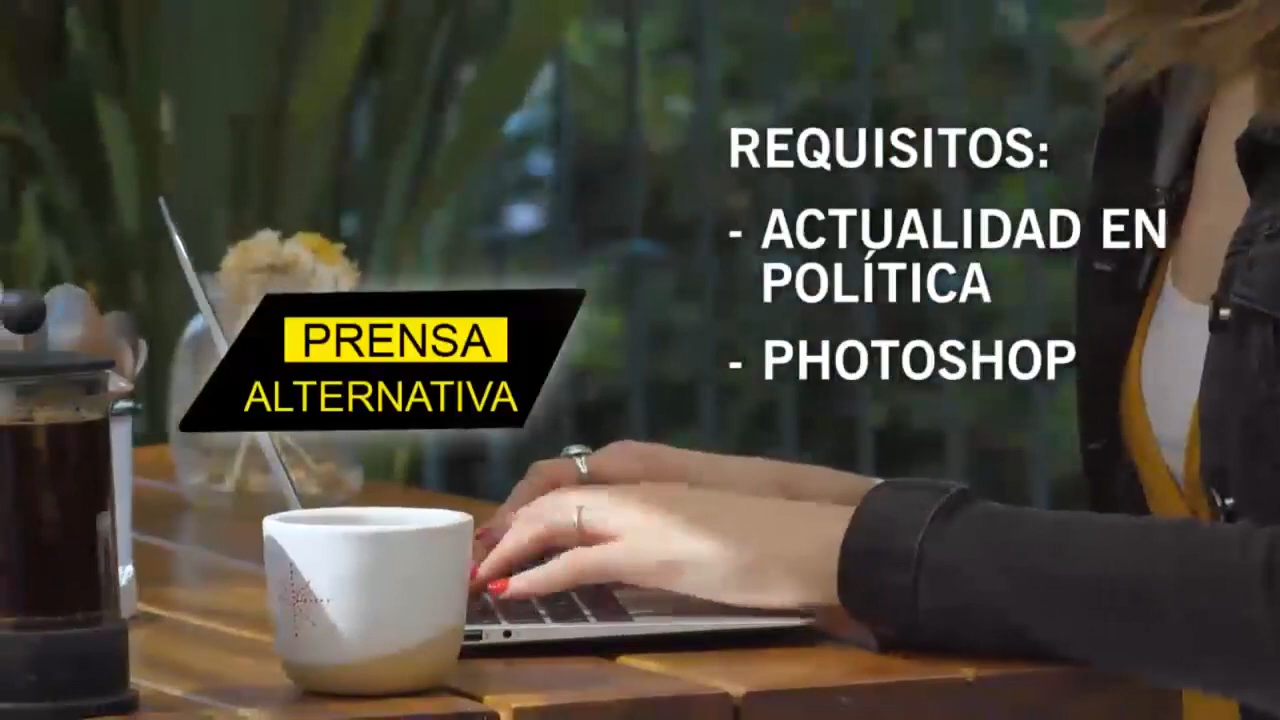 REQUISITOS:
- ACTUALIDAD EN
POLÍTICA
- PHOTOSHOP
PRENSA
ALTERNATIVA